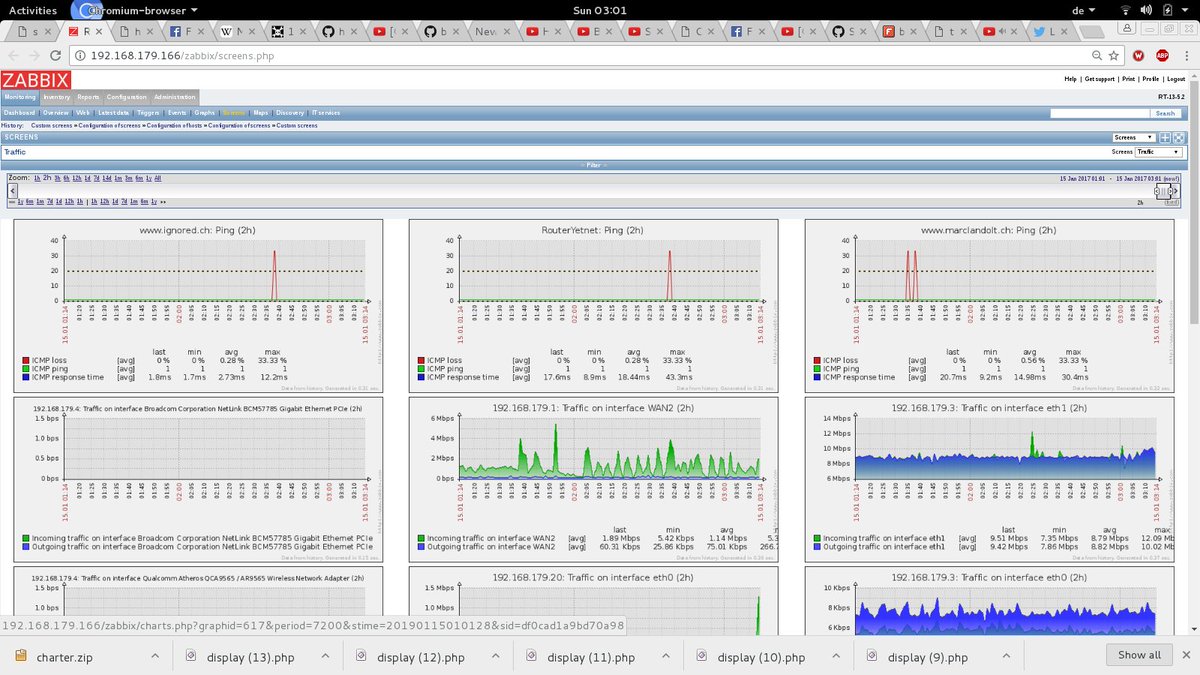 Activities Chromium-browser Sun 03:01 de
192.168.179.166/zabbix/screens.php
ZABBIX
Help | Get support | Print | Profile | Logout
Monitoring Inventory Reports Configuration Administration RT-13-5.2
Dashboard | Overview | Web | Latest data | Triggers | Events | Graphs | Screens | Maps | Discovery | IT services Search
History: Custom screens » Configuration of screens » Configuration of hosts » Configuration of screens » Custom screens
SCREENS Screens
Traffic Screens Traffic
Filter
Zoom: 1h 2h 3h 6h 12h 1d 7d 14d 1m 3m 6m 1y All 15 Jan 2017 01:01 - 15 Jan 2017 03:01 (now!)
1y 6m 1m 7d 1d 12h 1h | 1h 12h 1d 7d 1m 6m 1y 2h
www.ignored.ch: Ping (2h)
40
30
20
10
0
15.01 01:14 01:20 01:25 01:30 01:35 01:40 01:45 01:50 01:55 02:00 02:05 02:10 02:15 02:20 02:25 02:30 02:35 02:40 02:45 02:50 02:55 03:00 03:05 03:10 15.01 03:14
last min avg max
ICMP loss [avg] 0 % 0 % 0.28 % 33.33 %
ICMP ping [avg] 1 1 1 1
ICMP response time [avg] 1.8ms 1.7ms 2.73ms 12.2ms
Data from history. Generated in 0.31 sec.
RouterYetnet: Ping (2h)
40
30
20
10
0
last min avg max
ICMP loss [avg] 0 % 0 % 0.28 % 33.33 %
ICMP ping [avg] 1 1 1 1
ICMP response time [avg] 17.6ms 8.9ms 18.44ms 43.3ms
Data from history. Generated in 0.31 sec.
www.marclandolt.ch: Ping (2h)
40
30
20
10
0
last min avg max
ICMP loss [avg] 0 % 0 % 0.56 % 33.33 %
ICMP ping [avg] 1 1 1 1
ICMP response time [avg] 20.7ms 9.2ms 14.98ms 30.4ms
Data from history. Generated in 0.32 sec.
192.168.179.4: Traffic on interface Broadcom Corporation NetLink BCM57785 Gigabit Ethernet PCIe (2h)
1.5 bps
1.0 bps
0.5 bps
0 bps
Incoming traffic on interface Broadcom Corporation NetLink BCM57785 Gigabit Ethernet PCIe
Outgoing traffic on interface Broadcom Corporation NetLink BCM57785 Gigabit Ethernet PCIe
192.168.179.1: Traffic on interface WAN2 (2h)
6 Mbps
4 Mbps
2 Mbps
0 bps
last min avg m
Incoming traffic on interface WAN2 [avg] 1.89 Mbps 5.42 Kbps 1.14 Mbps 5.3
Outgoing traffic on interface WAN2 [avg] 60.31 Kbps 25.86 Kbps 75.01 Kbps 266.7
192.168.179.3: Traffic on interface eth1 (2h)
14 Mbps
12 Mbps
10 Mbps
8 Mbps
6 Mbps
last min avg max
Incoming traffic on interface eth1 [avg] 9.51 Mbps 7.35 Mbps 8.79 Mbps 12.09 Mb
Outgoing traffic on interface eth1 [avg] 9.42 Mbps 7.86 Mbps 8.82 Mbps 10.02 Mb
192.168.179.4: Traffic on interface Qualcomm Atheros QCA9565 / AR9565 Wireless Network Adapter (2h)
1.5 bps
1.0 bps
192.168.179.20: Traffic on interface eth0 (2h)
1.5 Mbps
1.0 Mbps
192.168.179.3: Traffic on interface eth0 (2h)
10 Kbps
8 Kbps
6 Kbps
192.168.179.166/zabbix/charts.php?graphid=617&period=7200&stime=20190115010128&sid=df0cad1a9bd70a98
charter.zip display (13).php display (12).php display (11).php display (10).php display (9).php Show all